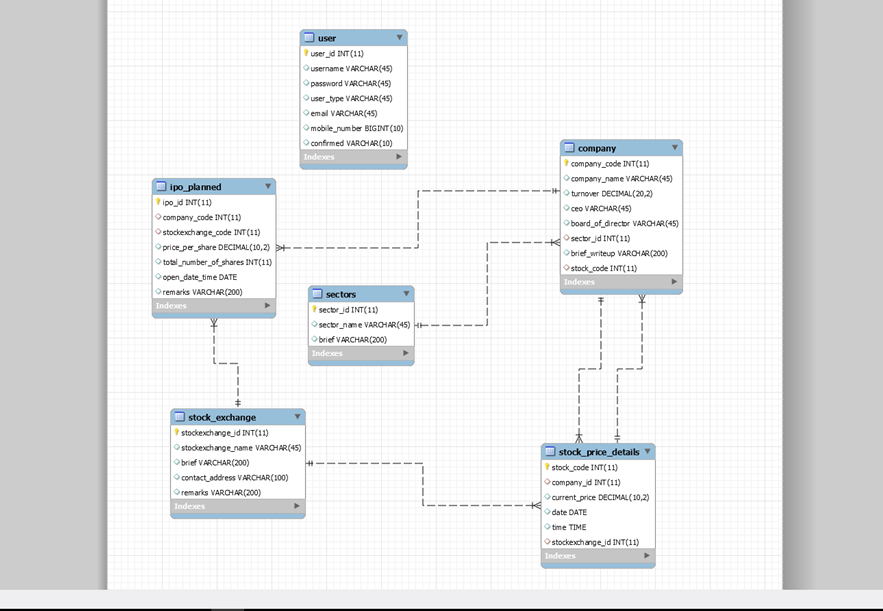 user
user_id INT(11)
username VARCHAR(45)
password VARCHAR(45)
user_type VARCHAR(45)
email VARCHAR(45)
mobile_number BIGINT(10)
confirmed VARCHAR(10)
Indexes
company
company_code INT(11)
company_name VARCHAR(45)
turnover DECIMAL(20,2)
ceo VARCHAR(45)
board_of_director VARCHAR(45)
sector_id INT(11)
brief_writeup VARCHAR(200)
stock_code INT(11)
Indexes
ipo_planned
ipo_id INT(11)
company_code INT(11)
stockexchange_code INT(11)
price_per_share DECIMAL(10,2)
total_number_of_shares INT(11)
open_date_time DATE
remarks VARCHAR(200)
Indexes
sectors
sector_id INT(11)
sector_name VARCHAR(45)
brief VARCHAR(200)
Indexes
stock_exchange
stockexchange_id INT(11)
stockexchange_name VARCHAR(45)
brief VARCHAR(200)
contact_address VARCHAR(100)
remarks VARCHAR(200)
Indexes
stock_price_details
stock_code INT(11)
company_id INT(11)
current_price DECIMAL(10,2)
date DATE
time TIME
stockexchange_id INT(11)
Indexes